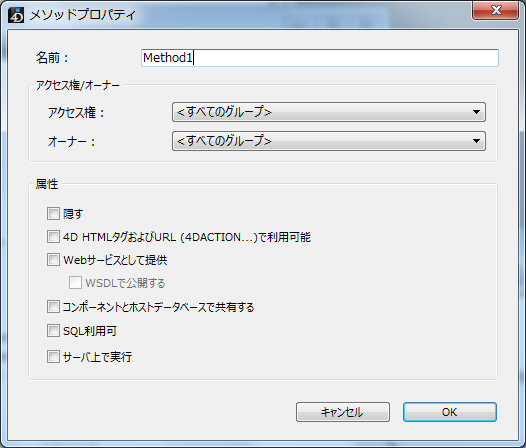 4D メソッドプロパティ
名前： Method1
アクセス権/オーナー
アクセス権： <すべてのグループ>
オーナー： <すべてのグループ>
属性
隠す
4D HTMLタグおよびURL (4DACTION...)で利用可能
Webサービスとして提供
WSDLで公開する
コンポーネントとホストデータベースで共有する
SQL利用可
サーバ上で実行
キャンセル OK